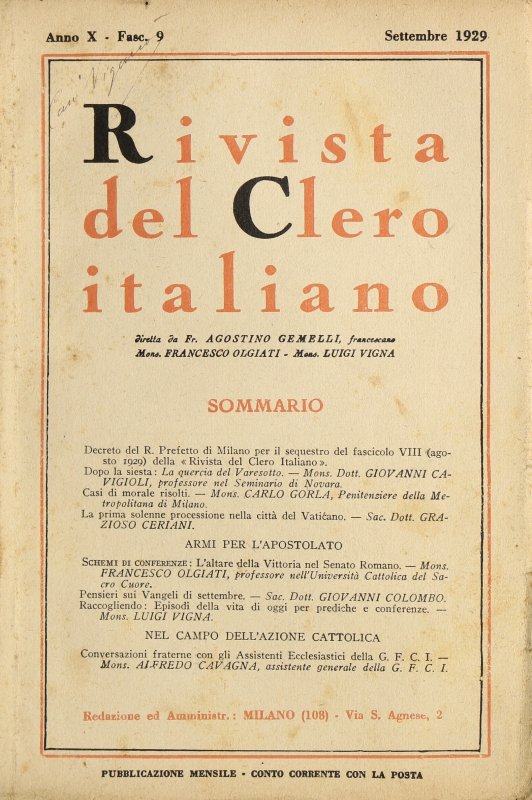 Anno X - Fasc. 9
Settembre 1929
Rivista
del Clero
italiano
diretta da Fr. AGOSTINO GEMELLI, francescano
Mons. FRANCESCO OLGIATI - Mons. LUIGI VIGNA
SOMMARIO
Decreto del R. Prefetto di Milano per il sequestro del fascicolo VIII (ago-
sto 1929) della «Rivista del Clero Italiano».
Dopo la siesta: La quercia del Varesotto. — Mons. Dott. GIOVANNI CA-
VIGIOLI, professore nel Seminario di Novara.
Casi di morale risolti. — Mons. CARLO GORLA, Penitenziere della Me-
tropolitana di Milano.
La prima solenne processione nella città del Vaticano. — Sac. Dott. GRA-
ZIOSO CERIANI.
ARMI PER L'APOSTOLATO
SCHEMI DI CONFERENZE: L'altare della Vittoria nel Senato Romano. — Mons.
FRANCESCO OLGIATI, professore nell'Università Cattolica del Sa-
cro Cuore.
Pensieri sui Vangeli di settembre. — Sac. Dott. GIOVANNI COLOMBO.
Raccogliendo: Episodi della vita di oggi per prediche e conferenze. —
Mons. LUIGI VIGNA.
NEL CAMPO DELL'AZIONE CATTOLICA
Conversazioni fraterne con gli Assistenti Ecclesiastici della G. F. C. I. —
Mons. ALFREDO CAVAGNA, assistente generale della G. F. C. I.
Redazione ed Amministr.: MILANO (108) - Via S. Agnese, 2
PUBBLICAZIONE MENSILE - CONTO CORRENTE CON LA POSTA